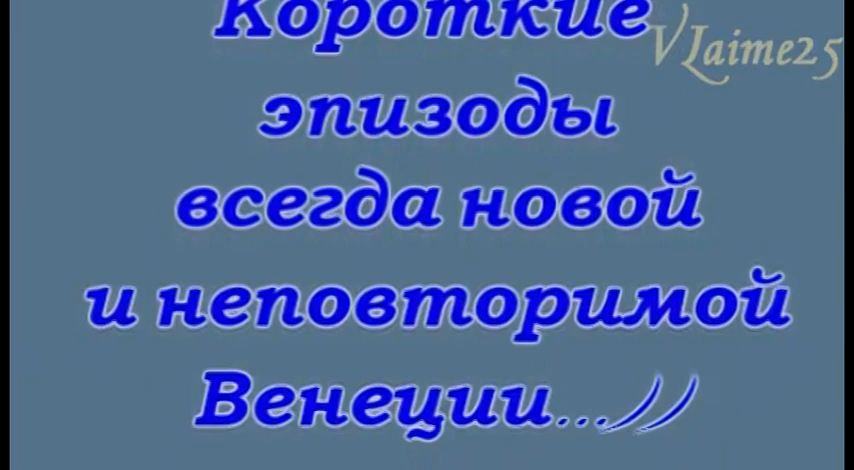 Короткие
VLaime25
эпизоды
всегда новой
и неповторимой
Венеции...))